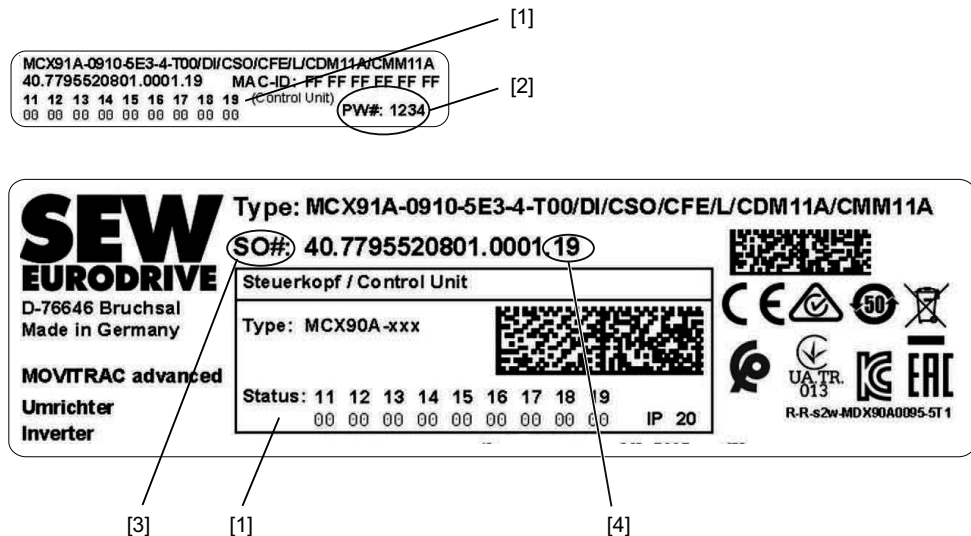 [1]
MCX91A-0910-5E3-4-T00/DI/CSO/CFE/L/CDM11A/CMM11A
40.7795520801.0001.19 MAC-ID: FF FF FF FF FF FF
11 12 13 14 15 16 17 18 19 (Control Unit)
00 00 00 00 00 00 00 00 00
PW#: 1234
[2]
SEW
EURODRIVE
D-76646 Bruchsal
Made in Germany
MOVITRAC advanced
Umrichter
Inverter
Type: MCX91A-0910-5E3-4-T00/DI/CSO/CFE/L/CDM11A/CMM11A
SO#: 40.7795520801.0001.19
Steuerkopf / Control Unit
Type: MCX90A-xxx
Status: 11 12 13 14 15 16 17 18 19
00 00 00 00 00 00 00 00 00 IP 20
CE
50
UA.TR.
013
EAC
R-R-s2w-MDX90A0095-5T1
[3]
[1]
[4]